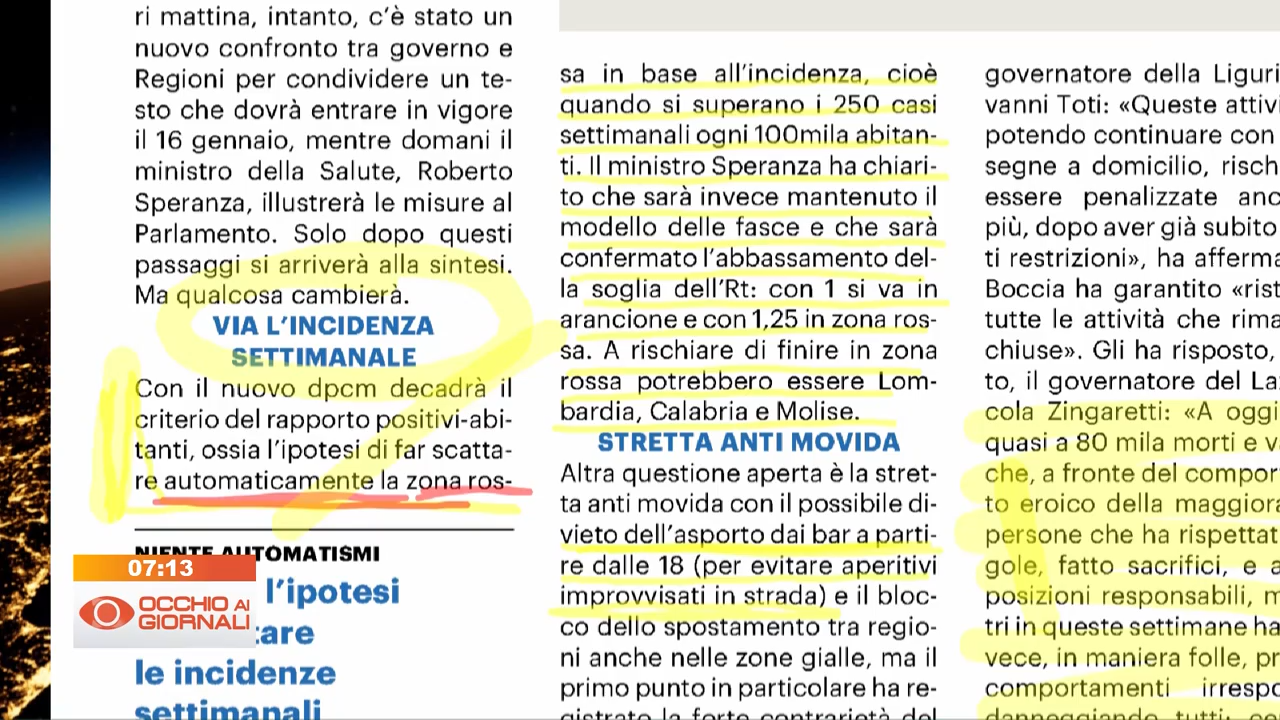 ri mattina, intanto, c'è stato un
nuovo confronto tra governo e
Regioni per condividere un te-
sto che dovrà entrare in vigore
il 16 gennaio, mentre domani il
ministro della Salute, Roberto
Speranza, illustrerà le misure al
Parlamento. Solo dopo questi
passaggi si arriverà alla sintesi.
Ma qualcosa cambierà.
VIA L'INCIDENZA
SETTIMANALE
Con il nuovo dpcm decadrà il
criterio del rapporto positivi-abi-
tanti, ossia l'ipotesi di far scatta-
re automaticamente la zona ros-
NIENTE AUTOMATISMI
l'ipotesi
le incidenze
settimanali
07:13
OCCHIO AI
GIORNALI
sa in base all'incidenza, cioè
quando si superano i 250 casi
settimanali ogni 100mila abitan-
ti. Il ministro Speranza ha chiari-
to che sarà invece mantenuto il
modello delle fasce e che sarà
confermato l'abbassamento del-
la soglia dell'Rt: con 1 si va in
arancione e con 1,25 in zona ros-
sa. A rischiare di finire in zona
rossa potrebbero essere Lom-
bardia, Calabria e Molise.
STRETTA ANTI MOVIDA
Altra questione aperta è la stret-
ta anti movida con il possibile di-
vieto dell'asporto dai bar a parti-
re dalle 18 (per evitare aperitivi
improvvisati in strada) e il bloc-
co dello spostamento tra regio-
ni anche nelle zone gialle, ma il
primo punto in particolare ha re-
gistrato la forte contrarietà del
governatore della Liguri
vanni Toti: «Queste attivi
potendo continuare con
segne a domicilio, risch
essere penalizzate anc
più, dopo aver già subito
ti restrizioni», ha afferma
Boccia ha garantito «rist
tutte le attività che rima
chiuse». Gli ha risposto,
to, il governatore del La
cola Zingaretti: «A oggi
quasi a 80 mila morti e va
che, a fronte del compor
to eroico della maggiora
persone che ha rispettat
gole, fatto sacrifici, e a
posizioni responsabili, m
tri in queste settimane ha
vece, in maniera folle, pr
comportamenti irrespo
danneggiando tutti